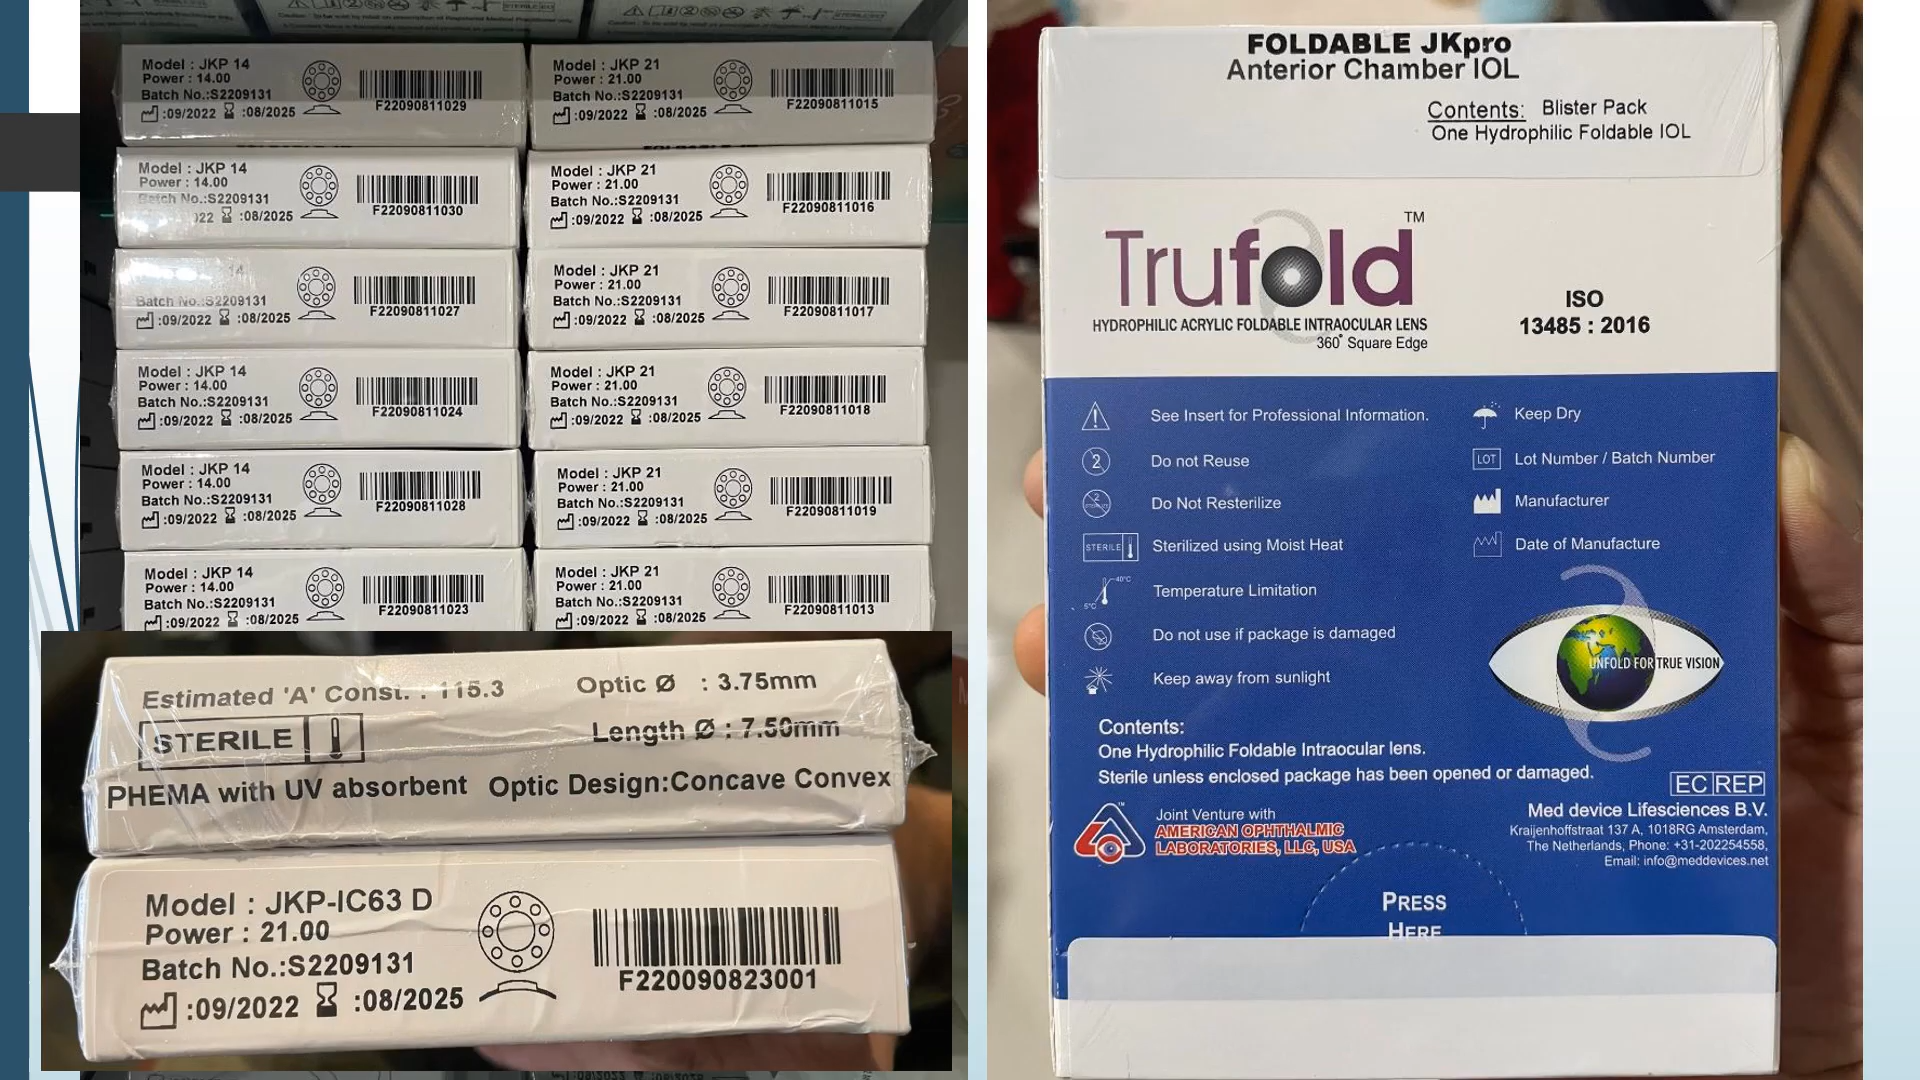 Model : JKP 14
Power : 14.00
Batch No.:S2209131
:09/2022 :08/2025
F22090811029
Model : JKP 21
Power : 21.00
Batch No.:S2209131
:09/2022 :08/2025
F22090811015
Model : JKP 14
Power : 14.00
Batch No.:S2209131
:08/2025
F22090811030
Model : JKP 21
Power : 21.00
Batch No.:S2209131
:09/2022 :08/2025
F22090811016
Batch No.:S2209131
:09/2022 :08/2025
F22090811027
Model : JKP 21
Power : 21.00
Batch No.:S2209131
:09/2022 :08/2025
F22090811017
Model : JKP 14
Power : 14.00
Batch No.:S2209131
:09/2022 :08/2025
F22090811024
Model : JKP 21
Power : 21.00
Batch No.:S2209131
:09/2022 :08/2025
F22090811018
Model : JKP 14
Power : 14.00
Batch No.:S2209131
:09/2022 :08/2025
F22090811028
Model : JKP 21
Power : 21.00
Batch No.:S2209131
:09/2022 :08/2025
F22090811019
Model : JKP 14
Power : 14.00
Batch No.:S2209131
:09/2022 :08/2025
F22090811023
Model : JKP 21
Power : 21.00
Batch No.:S2209131
:09/2022 :08/2025
F22090811013
Estimated 'A' Const. : 115.3 Optic Ø : 3.75mm
STERILE Length Ø : 7.50mm
PHEMA with UV absorbent Optic Design:Concave Convex
Model : JKP-IC63 D
Power : 21.00
Batch No.:S2209131
:09/2022 :08/2025
F220090823001
FOLDABLE JKpro
Anterior Chamber IOL
Contents: Blister Pack
One Hydrophilic Foldable IOL
Trufold™
HYDROPHILIC ACRYLIC FOLDABLE INTRAOCULAR LENS
360° Square Edge
ISO
13485 : 2016
See Insert for Professional Information.
2 Do not Reuse
Do Not Resterilize
STERILE Sterilized using Moist Heat
5°C 40°C Temperature Limitation
Do not use if package is damaged
Keep away from sunlight
Keep Dry
LOT Lot Number / Batch Number
Manufacturer
Date of Manufacture
UNFOLD FOR TRUE VISION
Contents:
One Hydrophilic Foldable Intraocular lens.
Sterile unless enclosed package has been opened or damaged.
Joint Venture with
AMERICAN OPHTHALMIC
LABORATORIES, LLC, USA
EC REP
Med device Lifesciences B.V.
Kraijenhoffstraat 137 A, 1018RG Amsterdam,
The Netherlands, Phone: +31-202254558,
Email: info@meddevices.net
PRESS
HERE